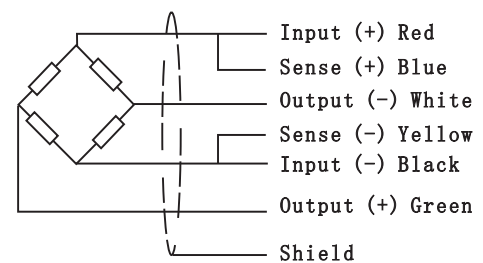 Input (+) Red
Sense (+) Blue
Output (-) White
Sense (-) Yellow
Input (-) Black
Output (+) Green
Shield